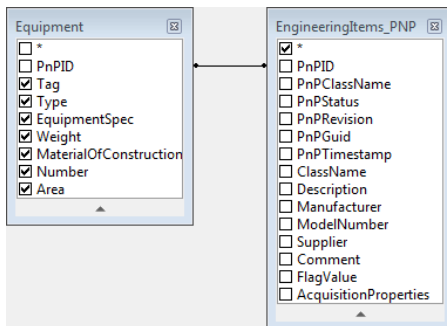 Equipment
*
PnPID
Tag
Type
EquipmentSpec
Weight
MaterialOfConstruction
Number
Area
EngineeringItems_PNP
*
PnPID
PnPClassName
PnPStatus
PnPRevision
PnPGuid
PnPTimestamp
ClassName
Description
Manufacturer
ModelNumber
Supplier
Comment
FlagValue
AcquisitionProperties